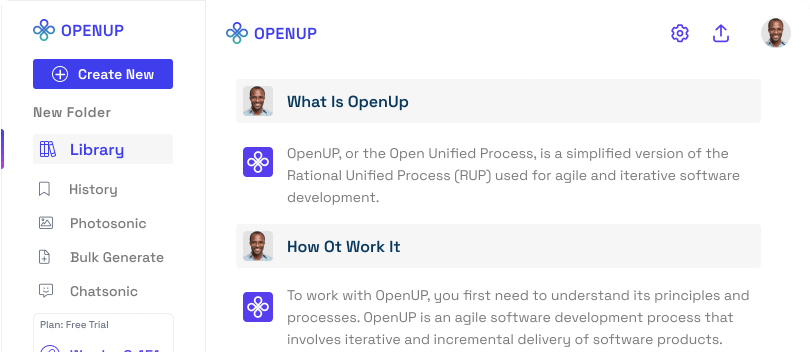 OPENUP
Create New
New Folder
Library
History
Photosonic
Bulk Generate
Chatsonic
Plan: Free Trial
OPENUP
What Is OpenUp
OpenUP, or the Open Unified Process, is a simplified version of the
Rational Unified Process (RUP) used for agile and iterative software
development.
How Ot Work It
To work with OpenUP, you first need to understand its principles and
processes. OpenUP is an agile software development process that
involves iterative and incremental delivery of software products.